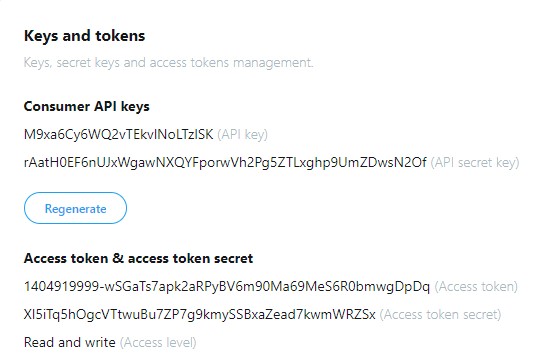 Keys and tokens
Keys, secret keys and access tokens management.
Consumer API keys
M9xa6Cy6WQ2vTEkvINoLTzISK (API key)
rAatH0EF6nUJxWgawNXQYFporwVh2Pg5ZTLxghp9UmZDwsN2Of (API secret key)
Regenerate
Access token & access token secret
1404919999-wSGaTs7apk2aRPyBV6m90Ma69MeS6R0bmwgDpDq (Access token)
XI5iTq5hOgcVTtwuBu7ZP7g9kmySSBxaZead7kwmWRZSx (Access token secret)
Read and write (Access level)